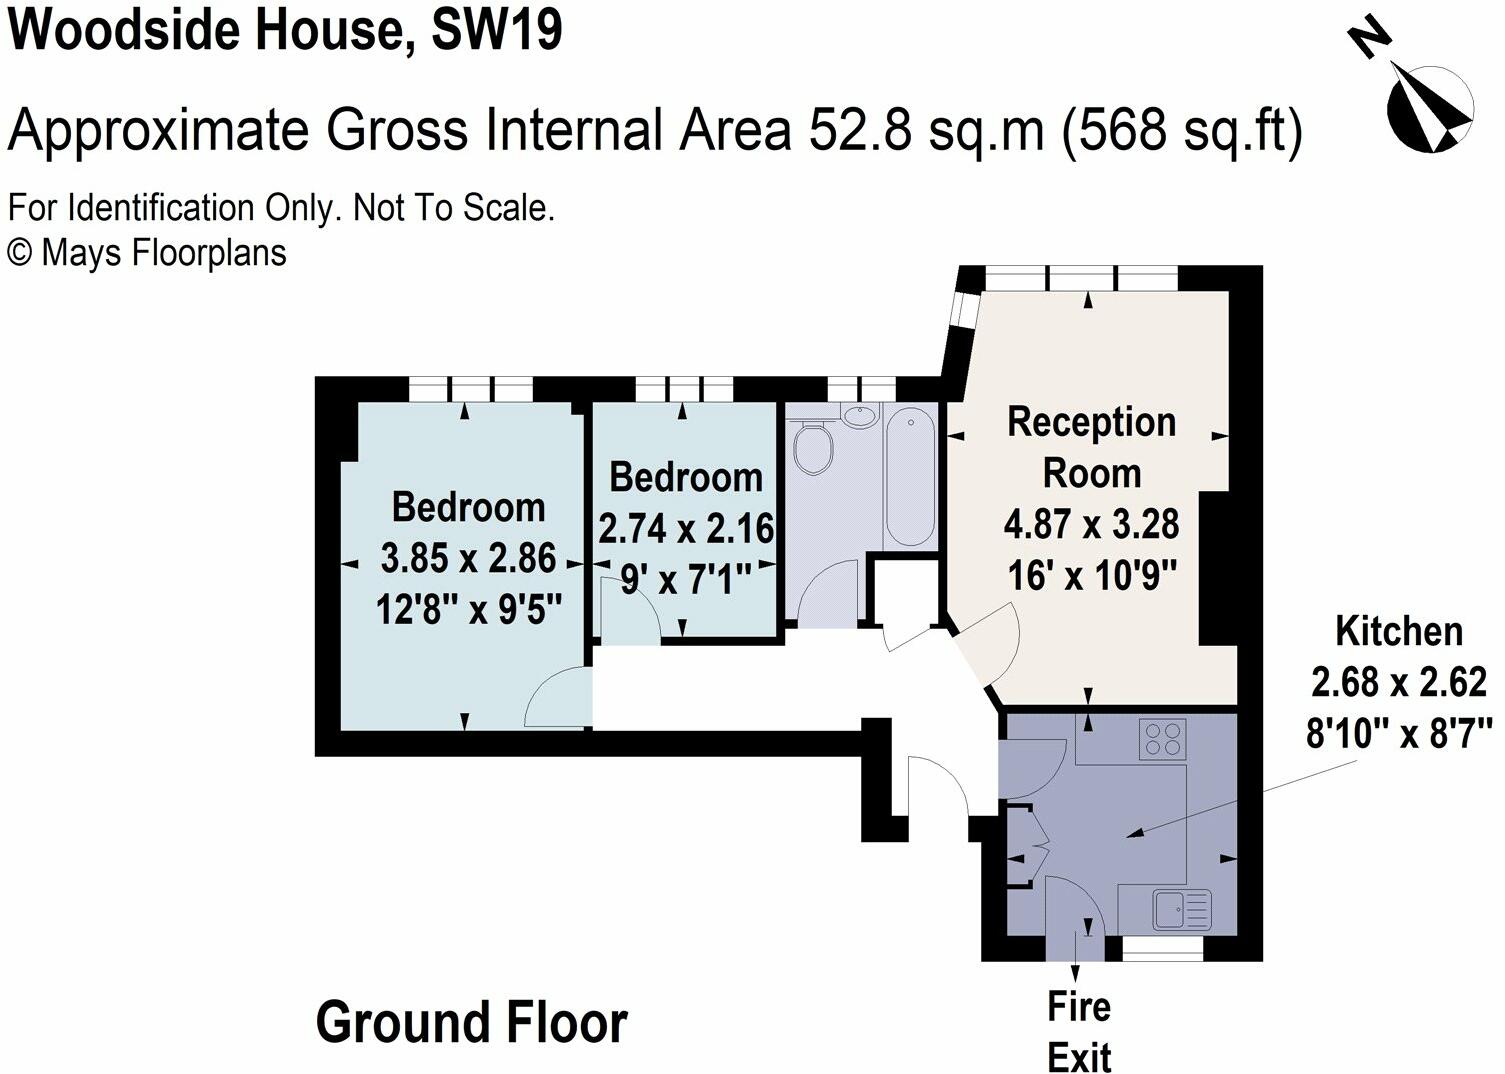 Woodside House, SW19
N
Approximate Gross Internal Area 52.8 sq.m (568 sq.ft)
For Identification Only. Not To Scale.
© Mays Floorplans
Reception
Room
4.87 x 3.28
16' x 10'9"
Bedroom
2.74 x 2.16
9' x 7'1"
Bedroom
3.85 x 2.86
12'8" x 9'5"
Kitchen
2.68 x 2.62
8'10" x 8'7"
Fire
Exit
Ground Floor